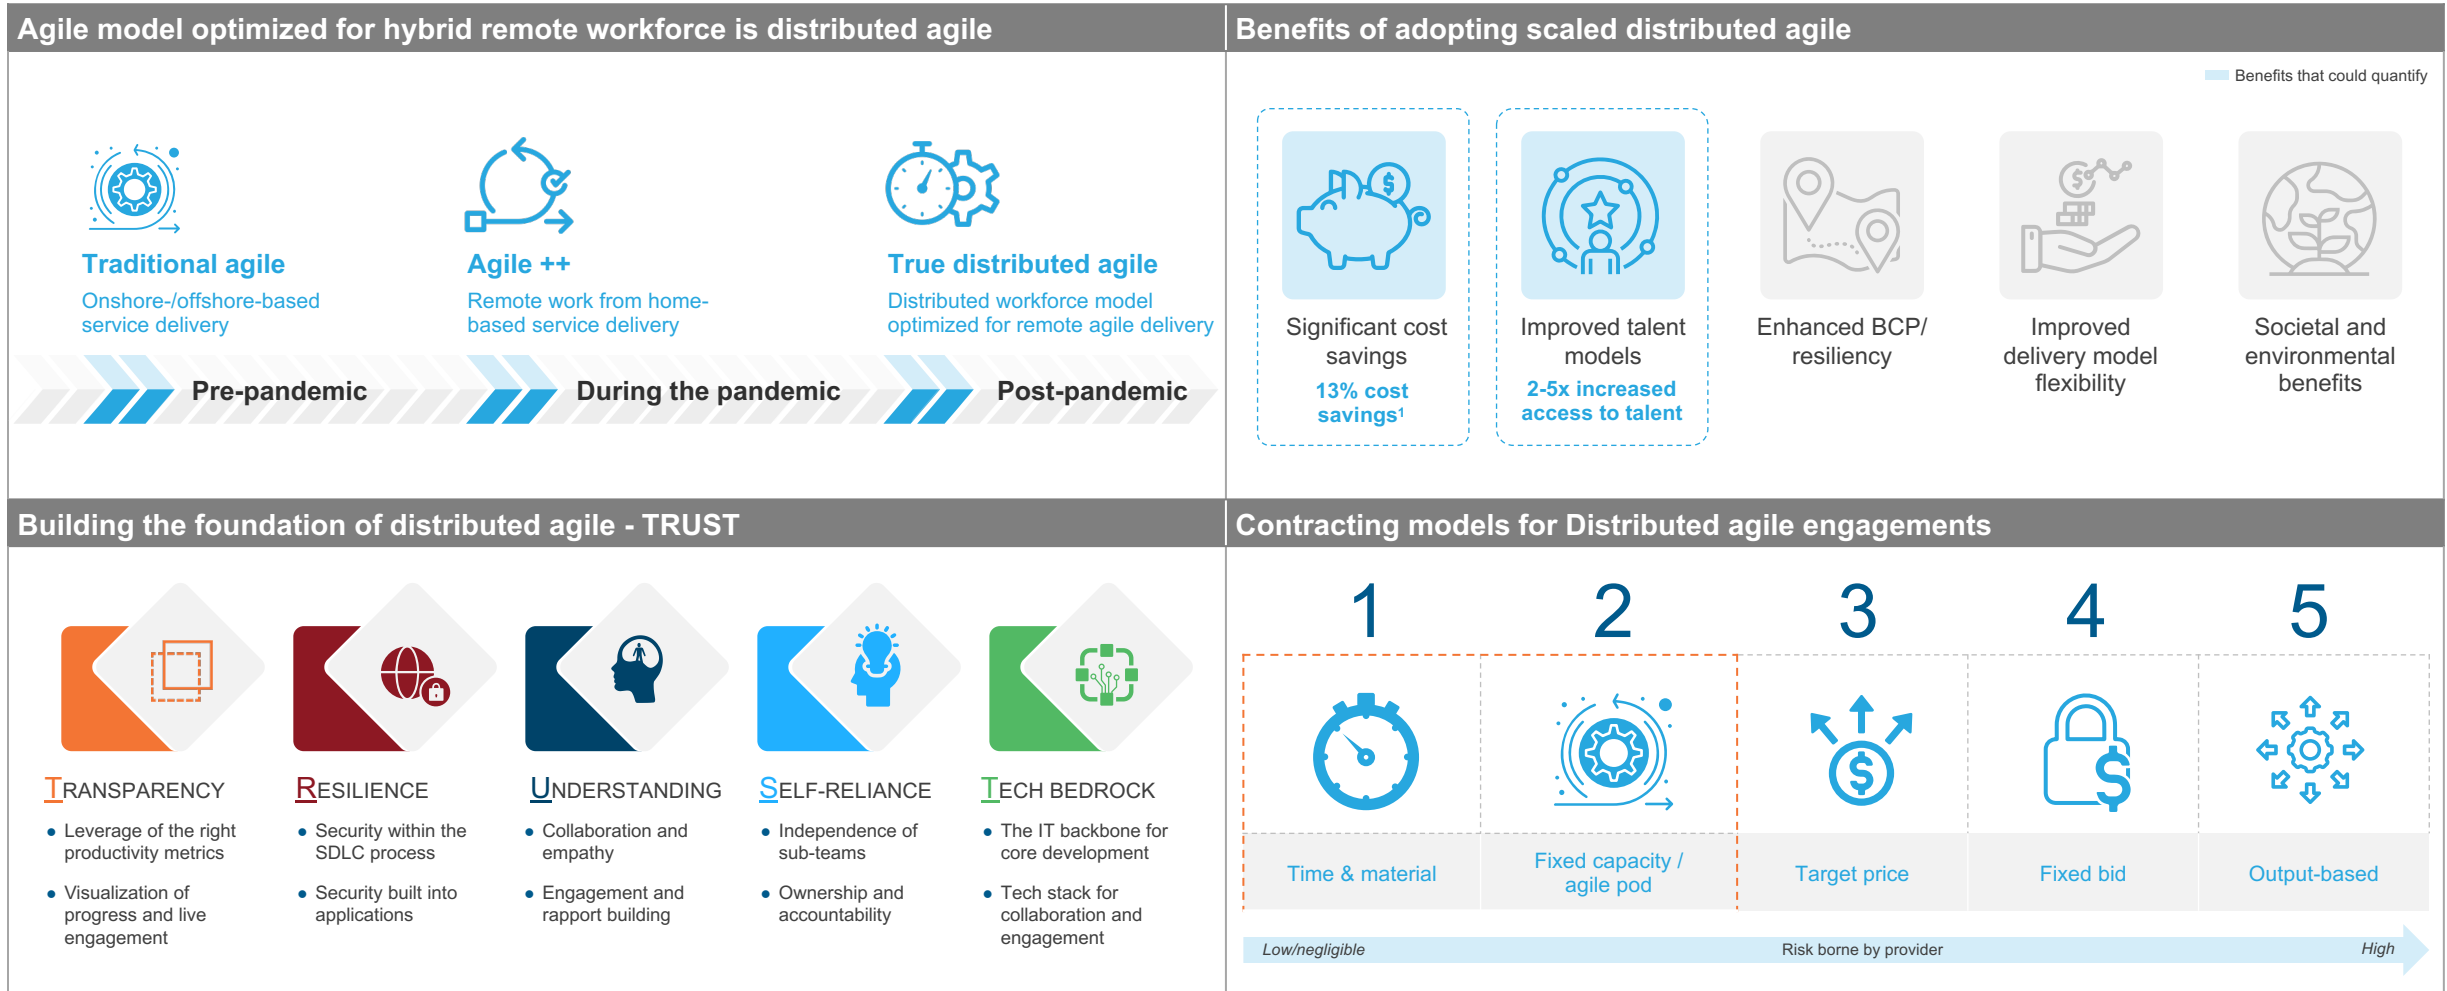 Agile model optimized for hybrid remote workforce is distributed agile
Traditional agile
Onshore-/offshore-based
service delivery
Agile ++
Remote work from home-
based service delivery
True distributed agile
Distributed workforce model
optimized for remote agile delivery
Pre-pandemic
During the pandemic
Post-pandemic
Benefits of adopting scaled distributed agile
Benefits that could quantify
Significant cost
savings
13% cost
savings¹
Improved talent
models
2-5x increased
access to talent
Enhanced BCP/
resiliency
Improved
delivery model
flexibility
Societal and
environmental
benefits
Building the foundation of distributed agile - TRUST
TRANSPARENCY
• Leverage of the right
productivity metrics
• Visualization of
progress and live
engagement
RESILIENCE
• Security within the
SDLC process
• Security built into
applications
UNDERSTANDING
• Collaboration and
empathy
• Engagement and
rapport building
SELF-RELIANCE
• Independence of
sub-teams
• Ownership and
accountability
TECH BEDROCK
• The IT backbone for
core development
• Tech stack for
collaboration and
engagement
Contracting models for Distributed agile engagements
1
2
3
4
5
Time & material
Fixed capacity /
agile pod
Target price
Fixed bid
Output-based
Low/negligible
Risk borne by provider
High